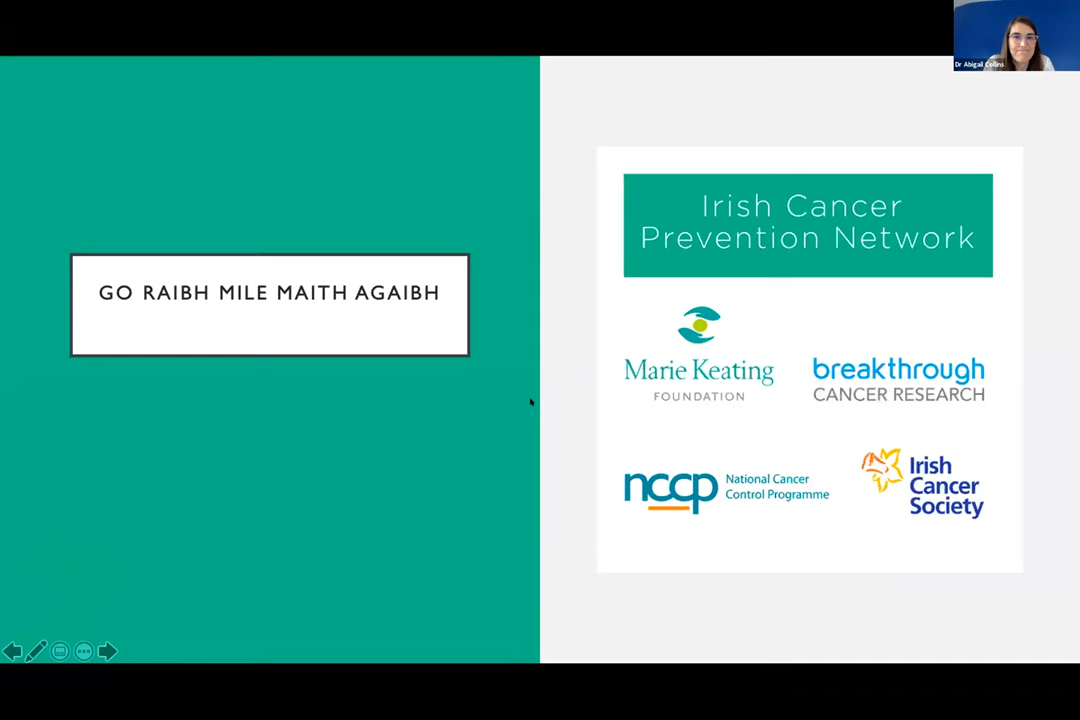 Dr Abigail Collins
GO RAIBH MILE MAITH AGAIBH
Irish Cancer
Prevention Network
Marie Keating
FOUNDATION
breakthrough
CANCER RESEARCH
nccp
National Cancer
Control Programme
Irish
Cancer
Society